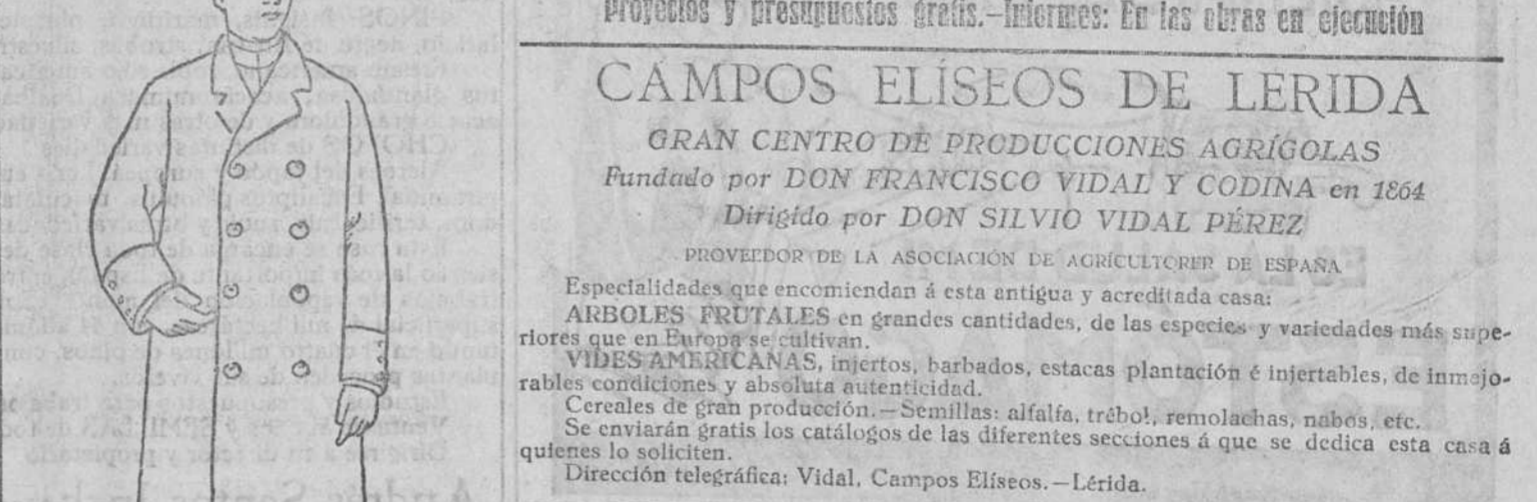 Proyectos y presupuestos gratis.—Informes: En las obras en ejecución
CAMPOS ELÍSEOS DE LÉRIDA
GRAN CENTRO DE PRODUCCIONES AGRÍGOLAS
Fundado por DON FRANCISCO VIDAL Y CODINA en 1864
Dirigido por DON SILVIO VIDAL PÉREZ
PROVEEDOR DE LA ASOCIACIÓN DE AGRÍCULTORER DE ESPAÑA
Especialidades que encomiendan á esta antigua y acreditada casa:
ARBOLES FRUTALES en grandes cantidades, de las especies y variedades más supe-
riores que en Europa se cultivan.
VIDES AMERICANAS, injertos, barbados, estacas plantación é injertables, de inmejo-
rables condiciones y absoluta autenticidad.
Cereales de gran producción.—Semillas: alfalfa, trébol, remolachas, nabos, etc.
Se enviarán gratis los catálogos de las diferentes secciones á que se dedica esta casa á
quienes lo soliciten.
Dirección telegráfica: Vidal, Campos Elíseos.—Lérida.